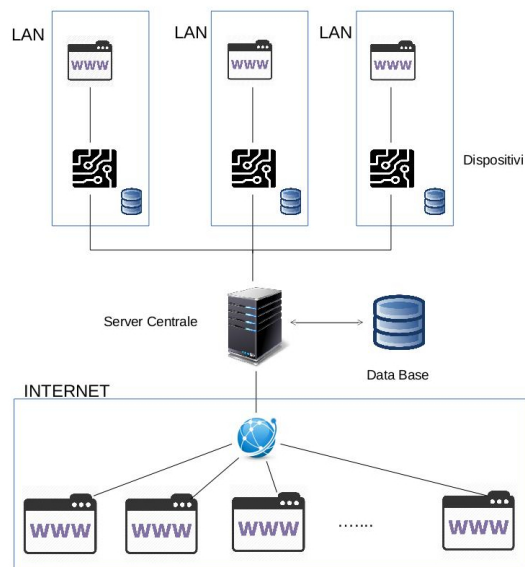 LAN LAN LAN
WWW WWW WWW
Dispositivi
Server Centrale
Data Base
INTERNET
WWW WWW WWW ....... WWW